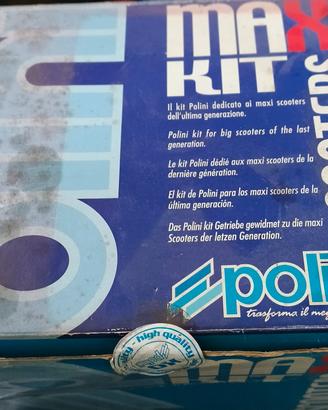 MAX
KIT
SCOOTERS
Il kit Polini dedicato ai maxi scooters
dell'ultima generazione.
Polini kit for big scooters of the last
generation.
Le kit Polini dédié aux maxi scooters de la
dernière génération.
El kit de Polini para los maxi scooters de la
última generación.
Das Polini kit Getriebe gewidmet zu die maxi
Scooters der letzen Generation.
polini
trasforma il
high quality